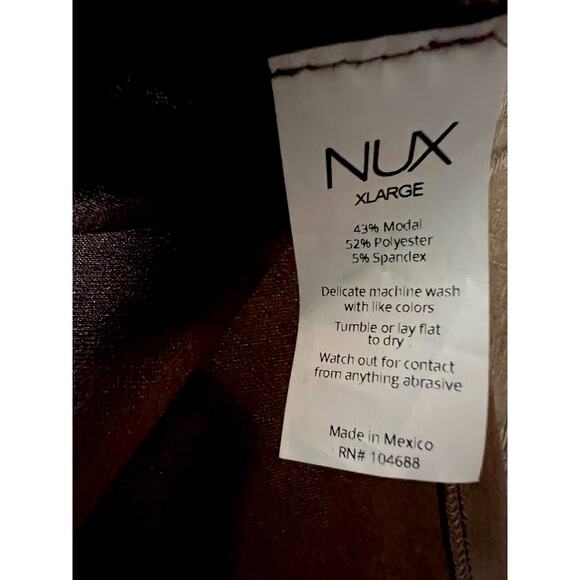 NUX
XLARGE
43% Modal
52% Polyester
5% Spandex
Delicate machine wash
with like colors
Tumble or lay flat
to dry
Watch out for contact
from anything abrasive
Made in Mexico
RN# 104688